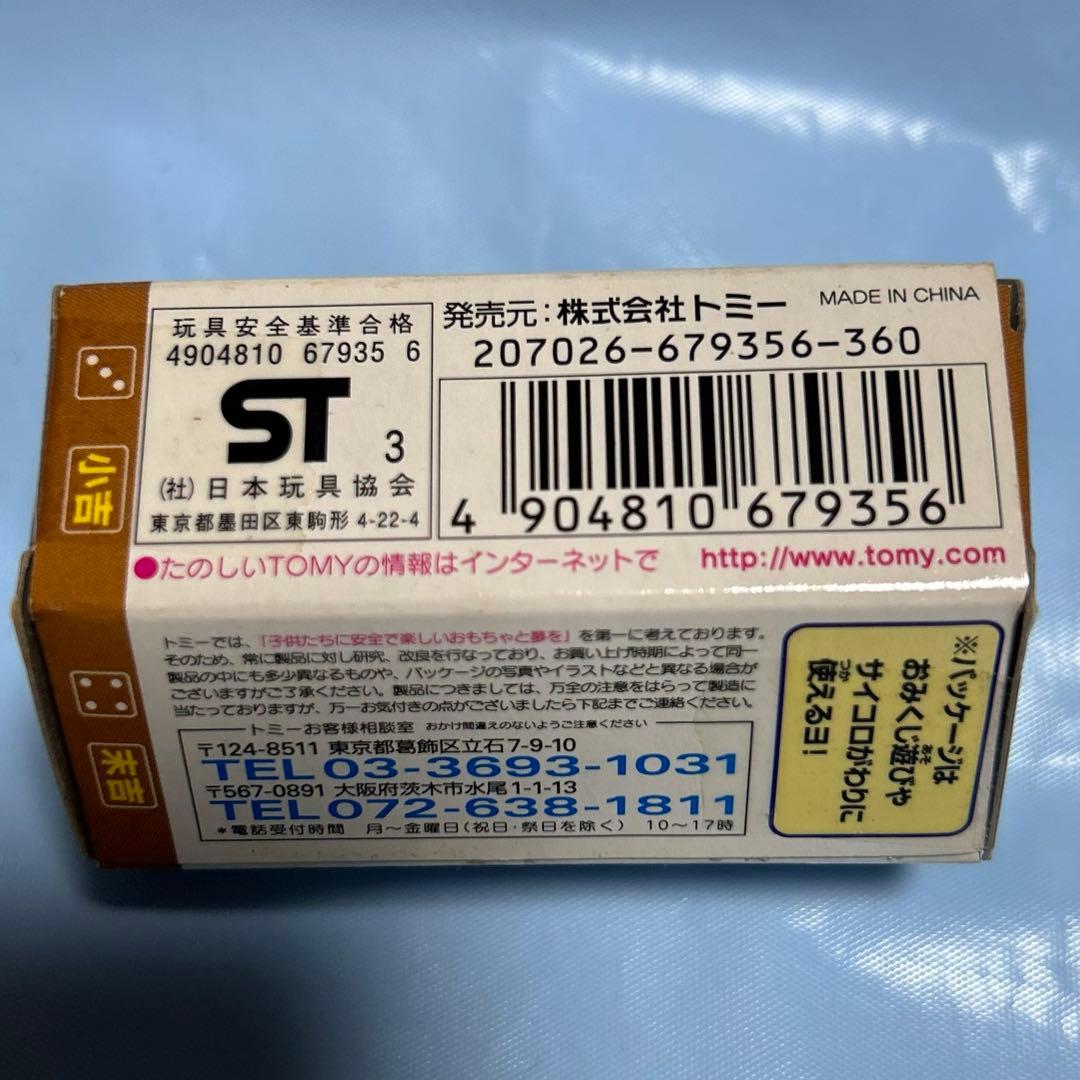 玩具安全基準合格
4904810 67935 6
ST 3
(社)日本玩具協会
東京都墨田区東駒形 4-22-4
発売元：株式会社トミー
MADE IN CHINA
207026-679356-360
4 904810 679356
●たのしいTOMYの情報はインターネットで http://www.tomy.com
小吉
末吉
トミーでは、「子供たちに安全で楽しいおもちゃと夢を」を第一に考えております。
そのため、常に製品に対し研究、改良を行なっており、お買い上げ時期によって同一
製品の中にも多少異なるものや、パッケージの写真やイラストなどと異なる場合が
ございますがご了承ください。製品につきましては、万全の注意をはらって製造に
当たっておりますが、万一お気付きの点がございましたら下記までご連絡ください。
トミーお客様相談室 おかけ間違えのないようご注意ください
〒124-8511 東京都葛飾区立石7-9-10
TEL 03-3693-1031
〒567-0891 大阪府茨木市水尾1-1-13
TEL 072-638-1811
*電話受付時間 月～金曜日(祝日・祭日を除く) 10～17時
※パッケージは
おみくじ遊びや
サイコロがわりに
使えるヨ!